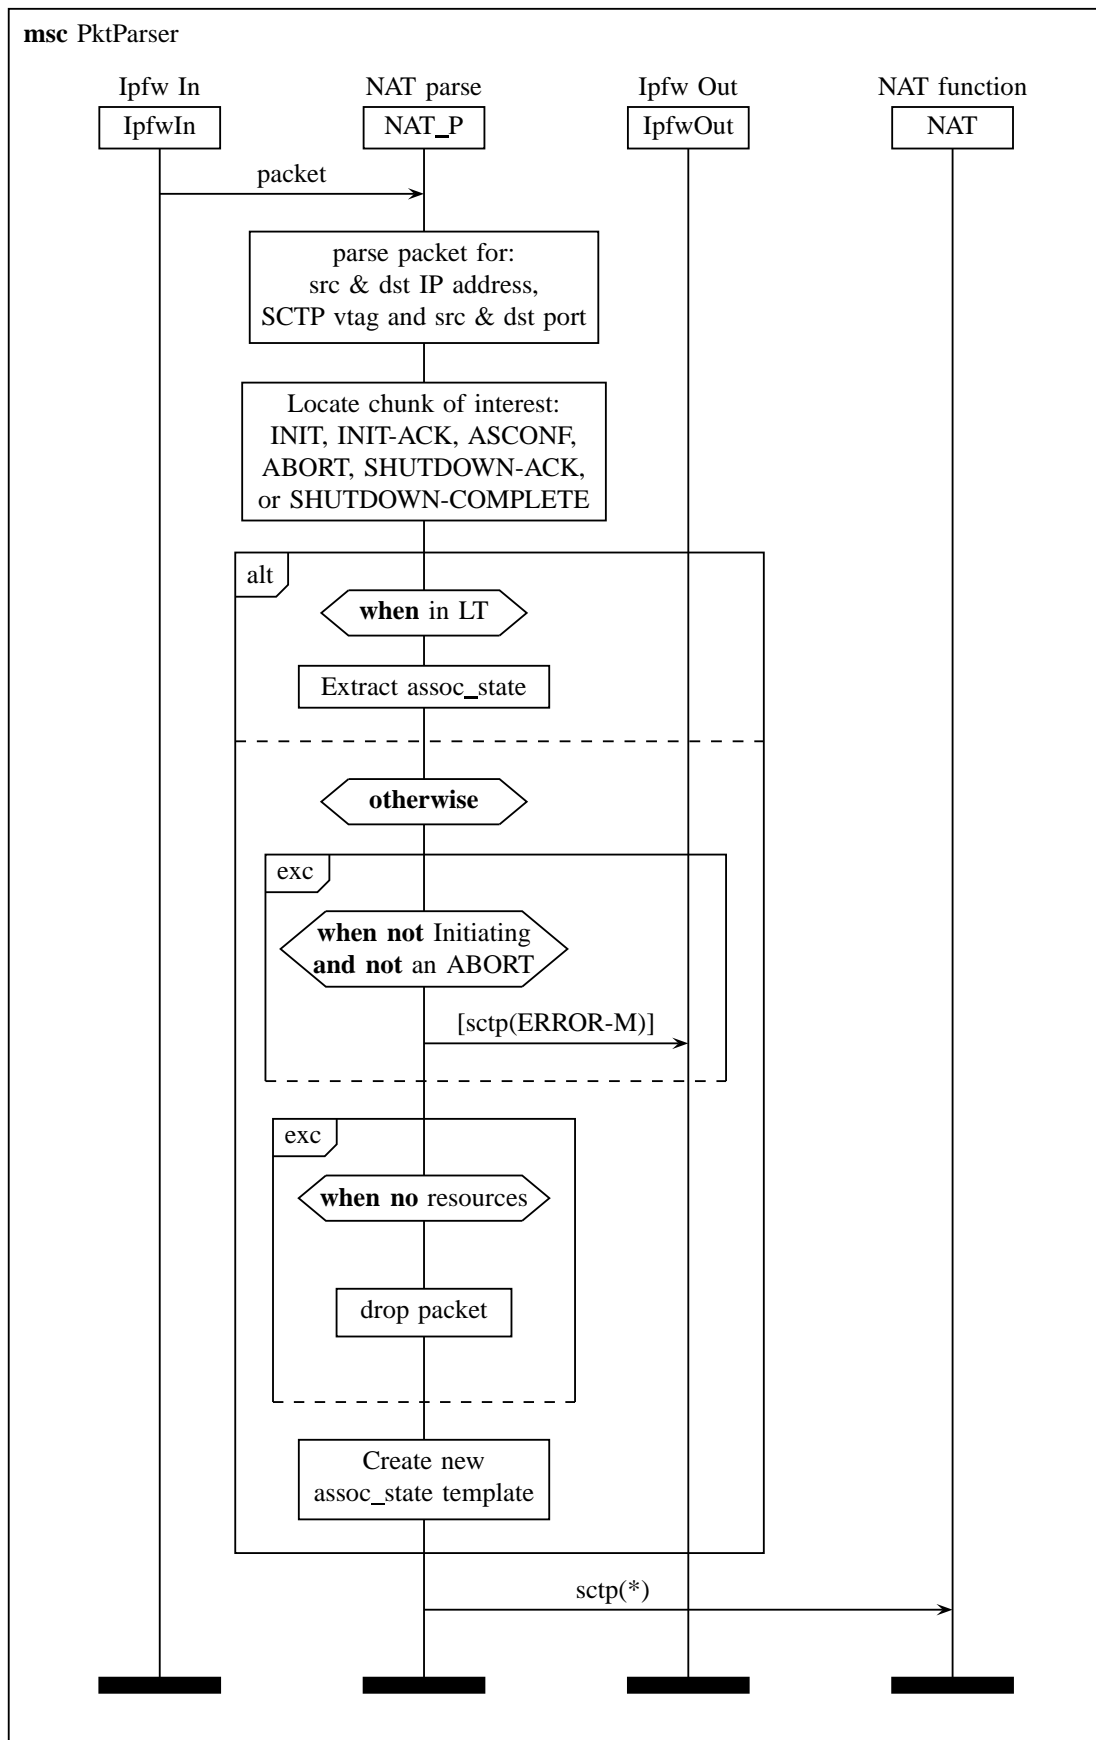 msc PktParser
Ipfw In
NAT parse
Ipfw Out
NAT function
IpfwIn
NAT_P
IpfwOut
NAT
packet
parse packet for:
src & dst IP address,
SCTP vtag and src & dst port
Locate chunk of interest:
INIT, INIT-ACK, ASCONF,
ABORT, SHUTDOWN-ACK,
or SHUTDOWN-COMPLETE
alt
when in LT
Extract assoc_state
otherwise
exc
when not Initiating
and not an ABORT
[sctp(ERROR-M)]
exc
when no resources
drop packet
Create new
assoc_state template
sctp(*)